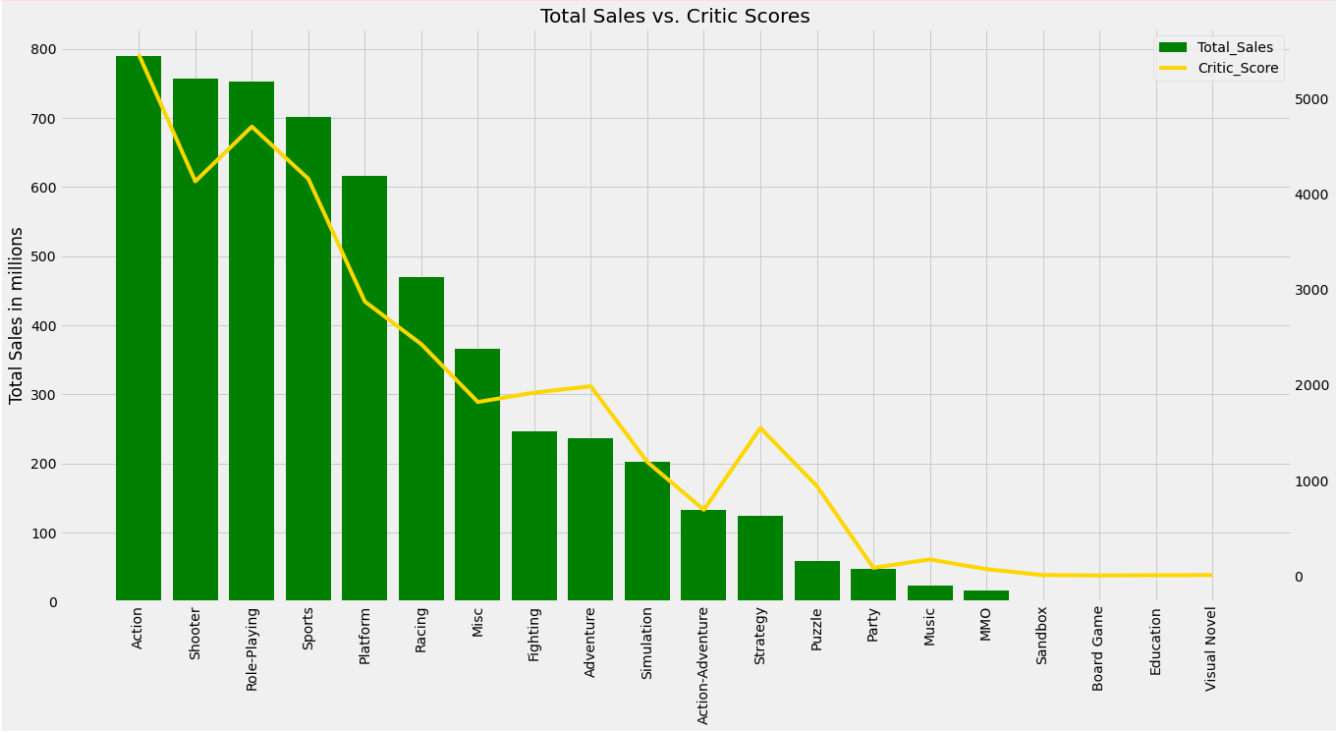 Total Sales vs. Critic Scores
Total_Sales
Critic_Score
Total Sales in millions
800
700
600
500
400
300
200
100
0
5000
4000
3000
2000
1000
0
Action
Shooter
Role-Playing
Sports
Platform
Racing
Misc
Fighting
Adventure
Simulation
Action-Adventure
Strategy
Puzzle
Party
Music
MMO
Sandbox
Board Game
Education
Visual Novel